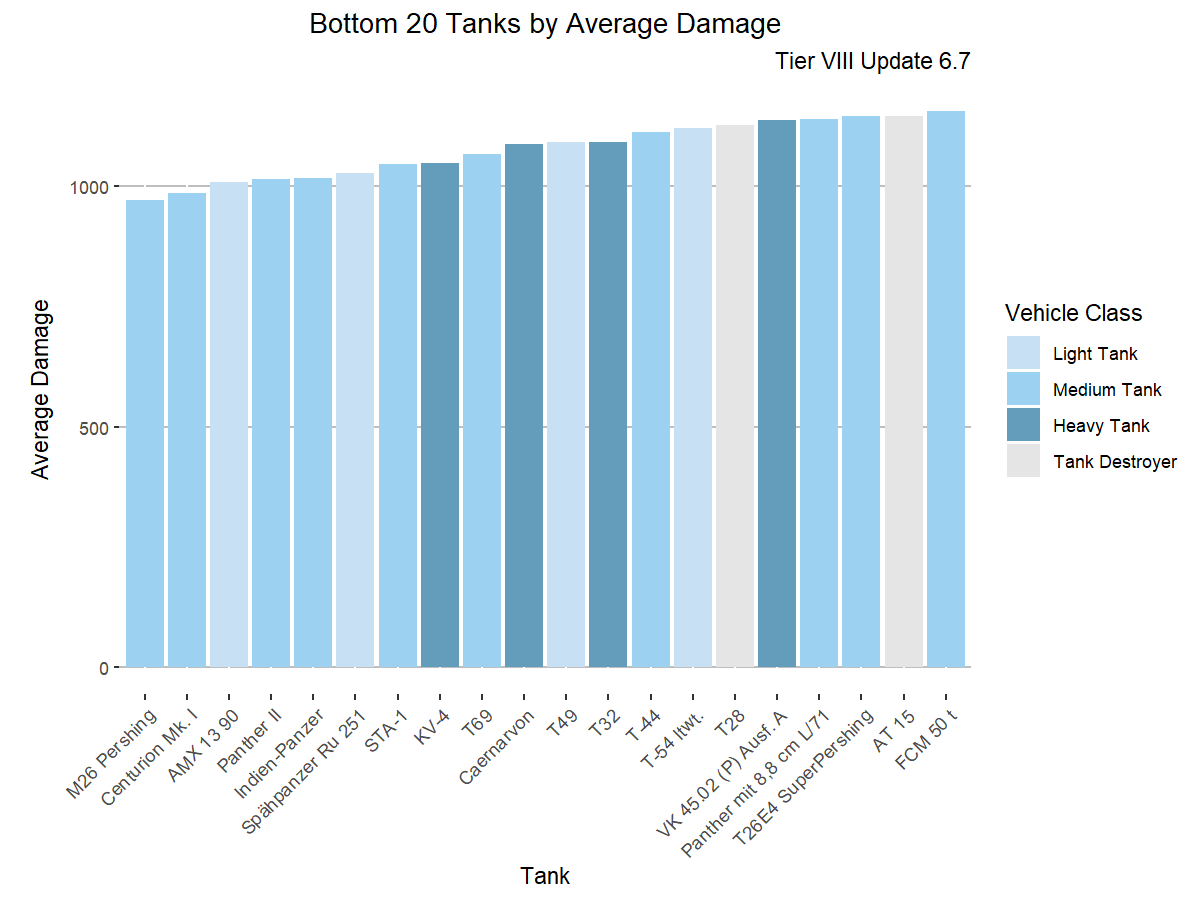 Bottom 20 Tanks by Average Damage
Tier VIII Update 6.7
Average Damage
1000
500
0
M26 Pershing
Centurion Mk. I
AMX 13 90
Panther II
Indien-Panzer
Spähpanzer Ru 251
STA-1
KV-4
T69
Caernarvon
T49
T32
T-44
T-54 ltwt.
T28
VK 45.02 (P) Ausf. A
Panther mit 8,8 cm L/71
T26E4 SuperPershing
AT 15
FCM 50 t
Tank
Vehicle Class
Light Tank
Medium Tank
Heavy Tank
Tank Destroyer